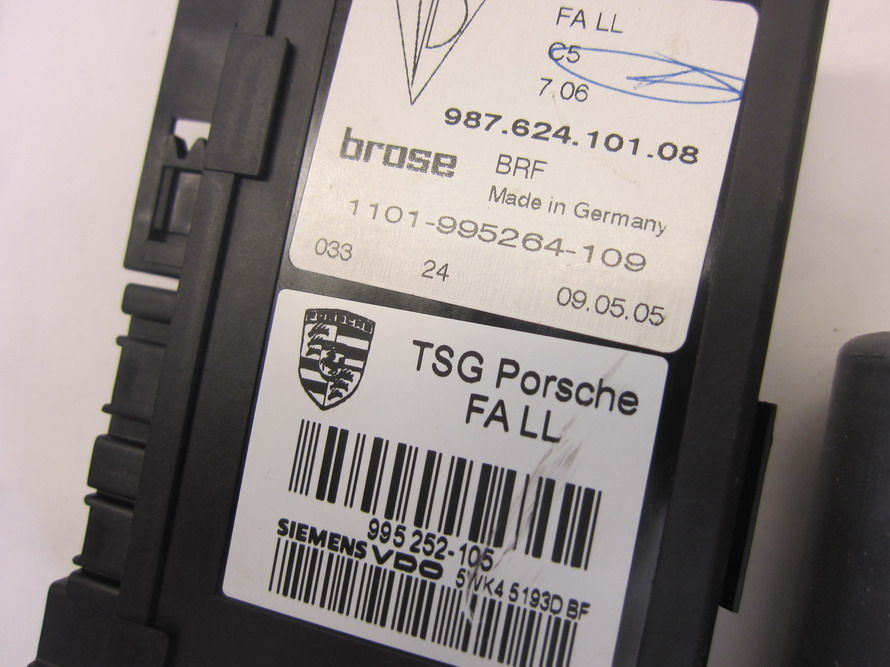 FA LL
C5
7.06
987.624.101.08
brose BRF
Made in Germany
1101-995264-109
033 24 09.05.05
PORSCHE
TSG Porsche
FA LL
995 252-105
SIEMENS VDO 5WK4 5193D BF